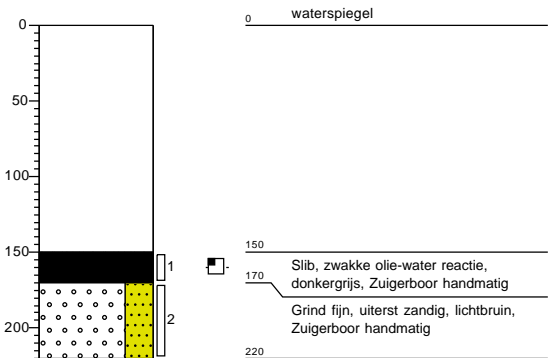 0
50
100
150
200
1
2
waterspiegel
0
150
Slib, zwakke olie-water reactie,
donkergrijs, Zuigerboor handmatig
170
Grind fijn, uiterst zandig, lichtbruin,
Zuigerboor handmatig
220